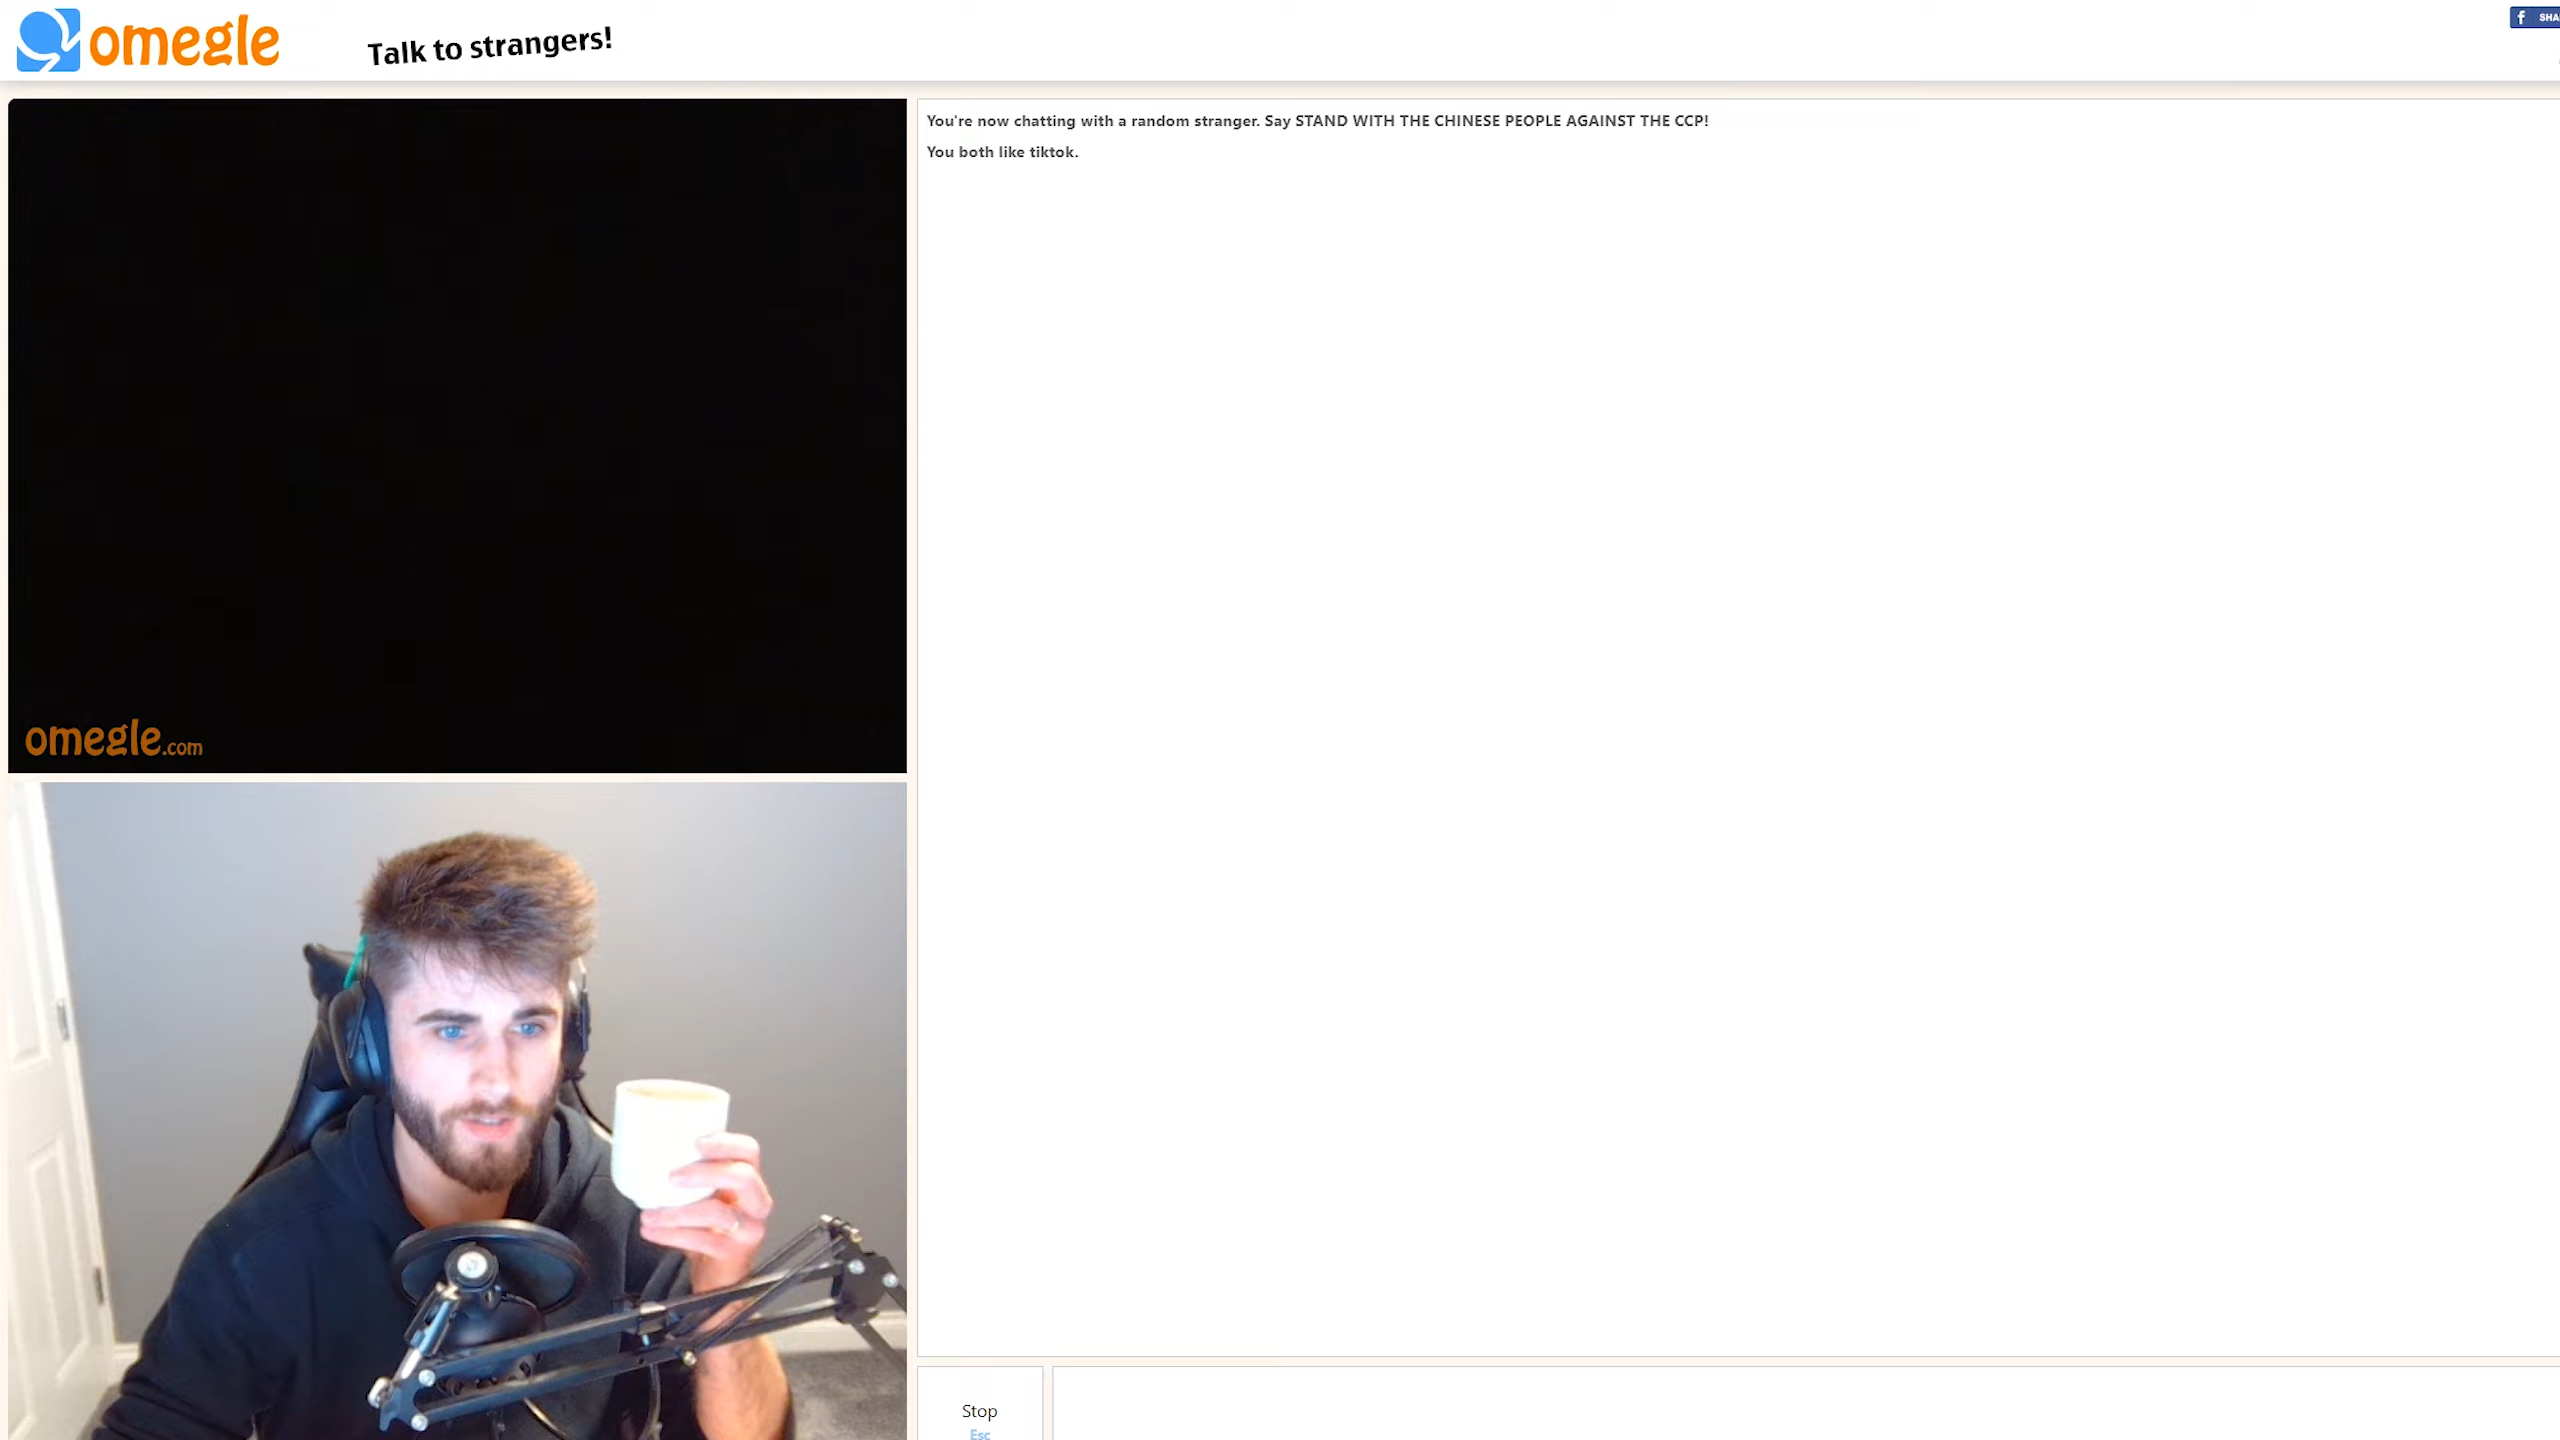 omegle
Talk to strangers!
You're now chatting with a random stranger. Say STAND WITH THE CHINESE PEOPLE AGAINST THE CCP!
You both like tiktok.
omegle.com
Stop
Esc